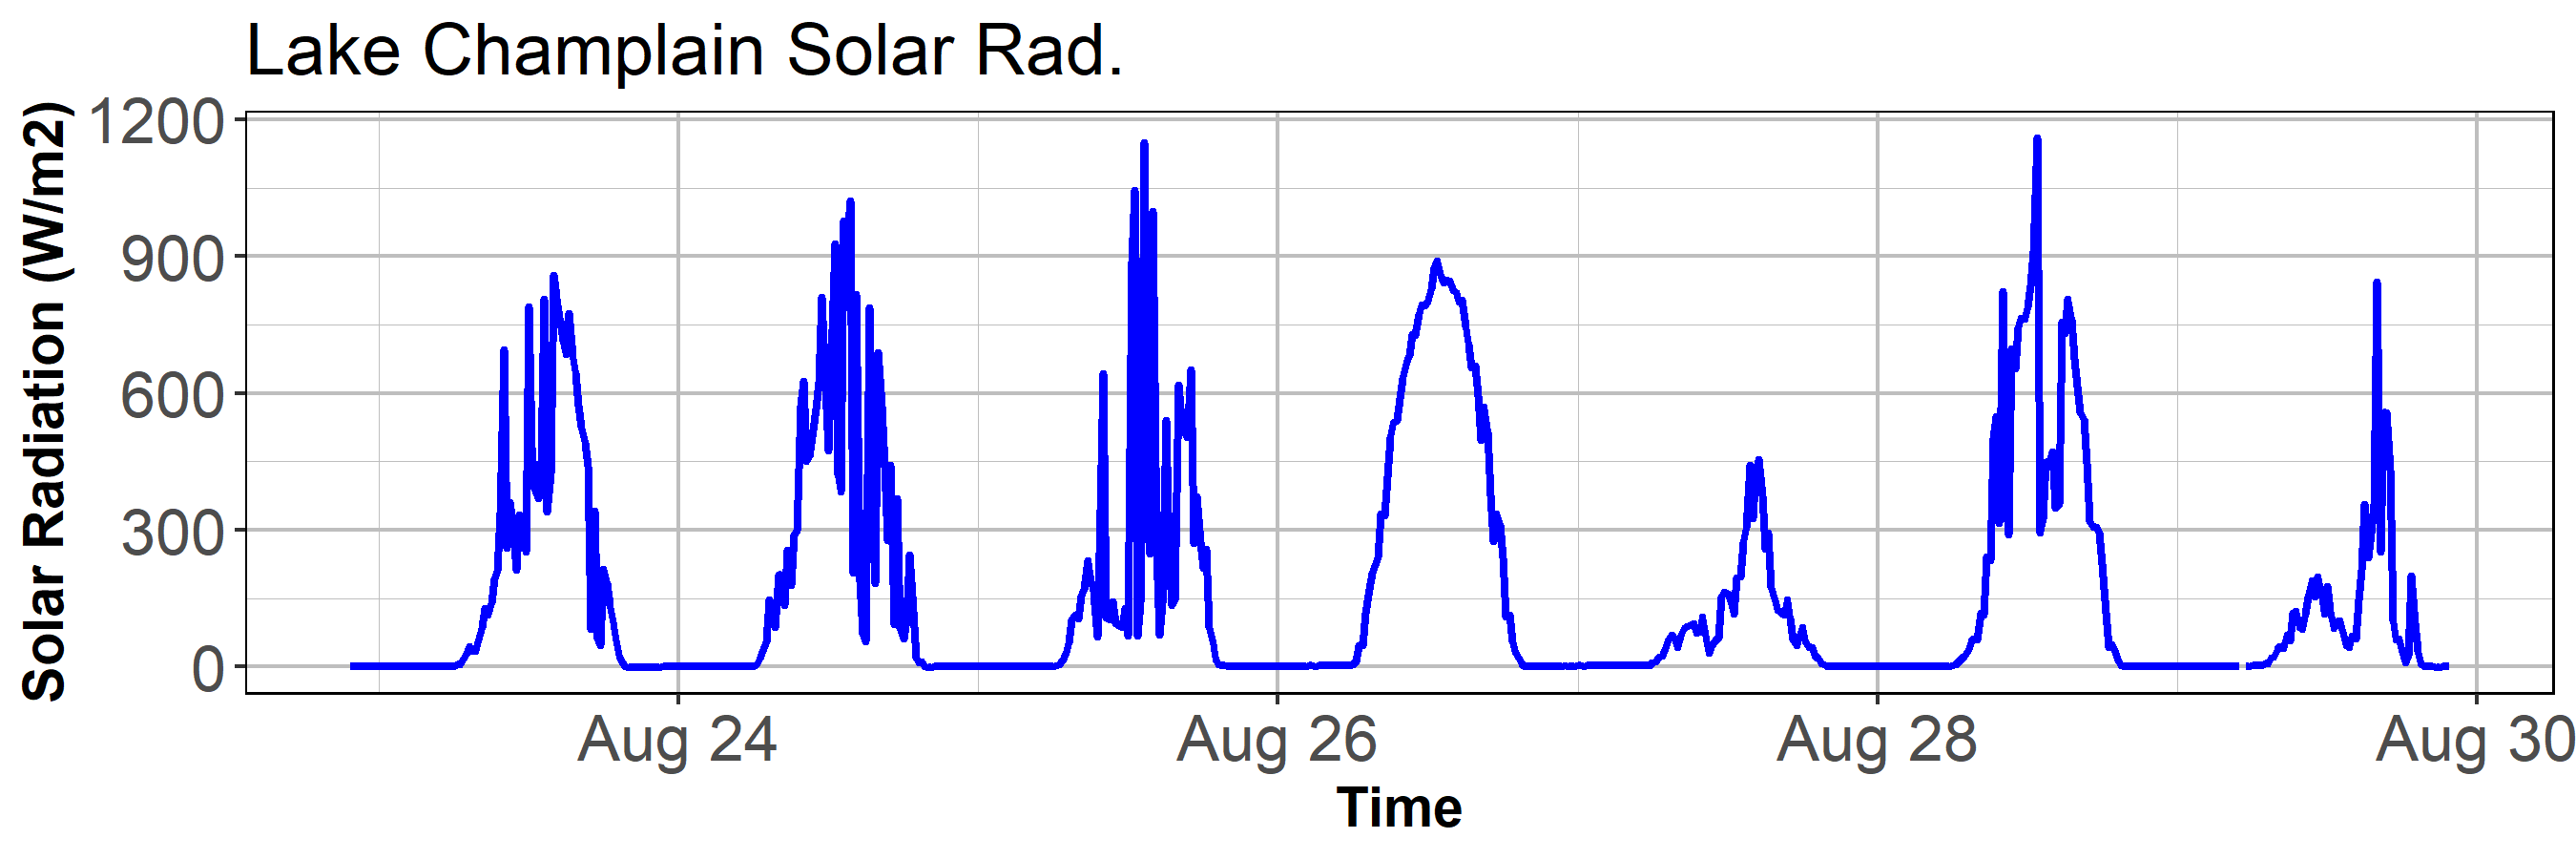 Lake Champlain Solar Rad.
Solar Radiation (W/m2)
1200
900
600
300
0
Aug 24 Aug 26 Aug 28 Aug 30
Time